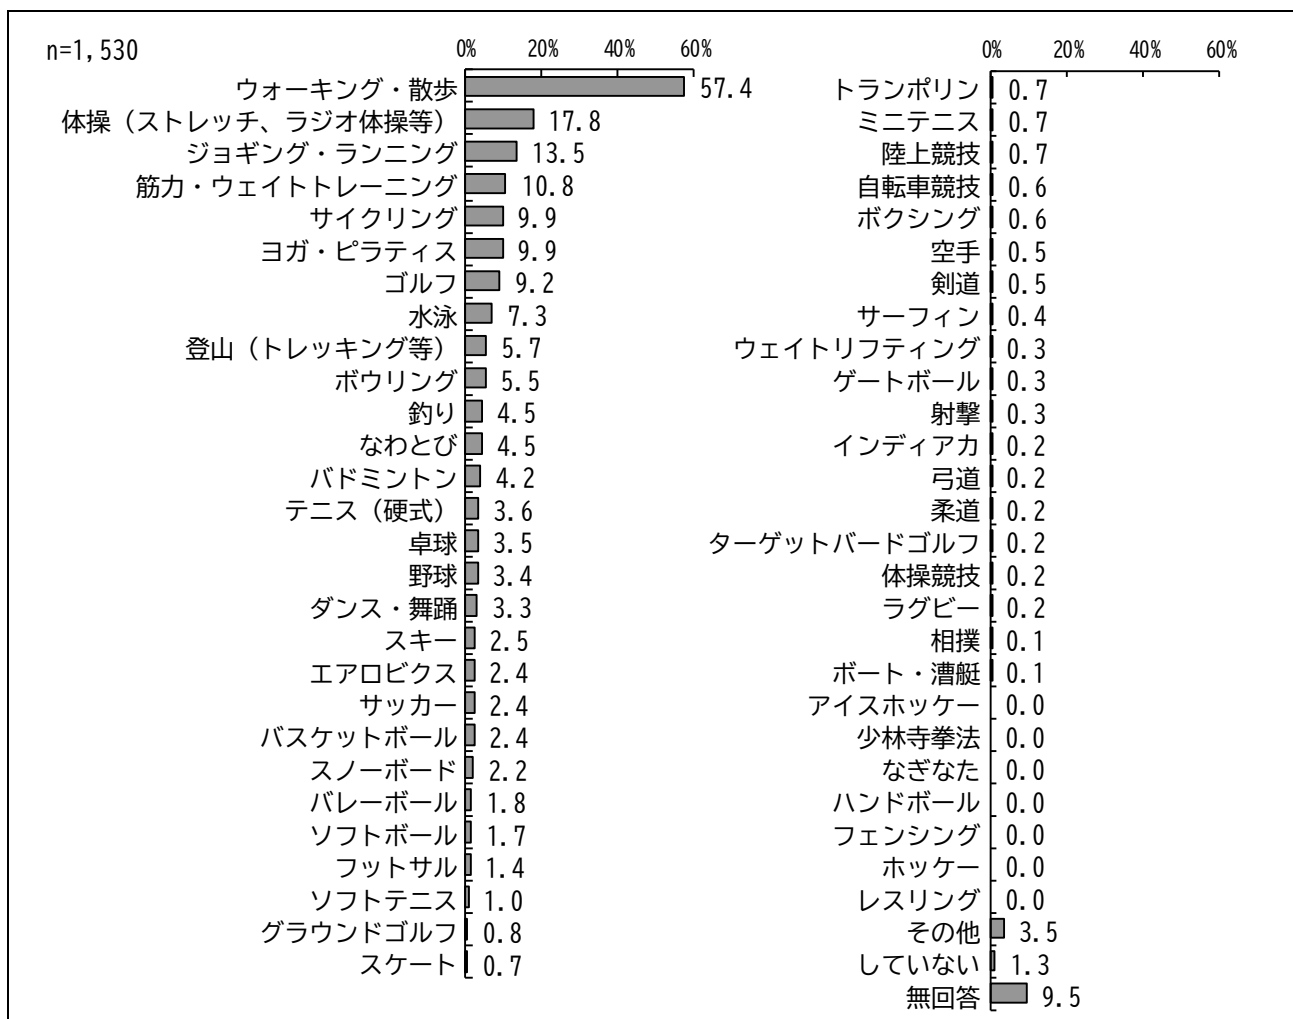 n=1,530
0% 20% 40% 60%
ウォーキング・散歩 57.4
体操（ストレッチ、ラジオ体操等） 17.8
ジョギング・ランニング 13.5
筋力・ウェイトトレーニング 10.8
サイクリング 9.9
ヨガ・ピラティス 9.9
ゴルフ 9.2
水泳 7.3
登山（トレッキング等） 5.7
ボウリング 5.5
釣り 4.5
なわとび 4.5
バドミントン 4.2
テニス（硬式） 3.6
卓球 3.5
野球 3.4
ダンス・舞踊 3.3
スキー 2.5
エアロビクス 2.4
サッカー 2.4
バスケットボール 2.4
スノーボード 2.2
バレーボール 1.8
ソフトボール 1.7
フットサル 1.4
ソフトテニス 1.0
グラウンドゴルフ 0.8
スケート 0.7
0% 20% 40% 60%
トランポリン 0.7
ミニテニス 0.7
陸上競技 0.7
自転車競技 0.6
ボクシング 0.6
空手 0.5
剣道 0.5
サーフィン 0.4
ウェイトリフティング 0.3
ゲートボール 0.3
射撃 0.3
インディアカ 0.2
弓道 0.2
柔道 0.2
ターゲットバードゴルフ 0.2
体操競技 0.2
ラグビー 0.2
相撲 0.1
ボート・漕艇 0.1
アイスホッケー 0.0
少林寺拳法 0.0
なぎなた 0.0
ハンドボール 0.0
フェンシング 0.0
ホッケー 0.0
レスリング 0.0
その他 3.5
していない 1.3
無回答 9.5